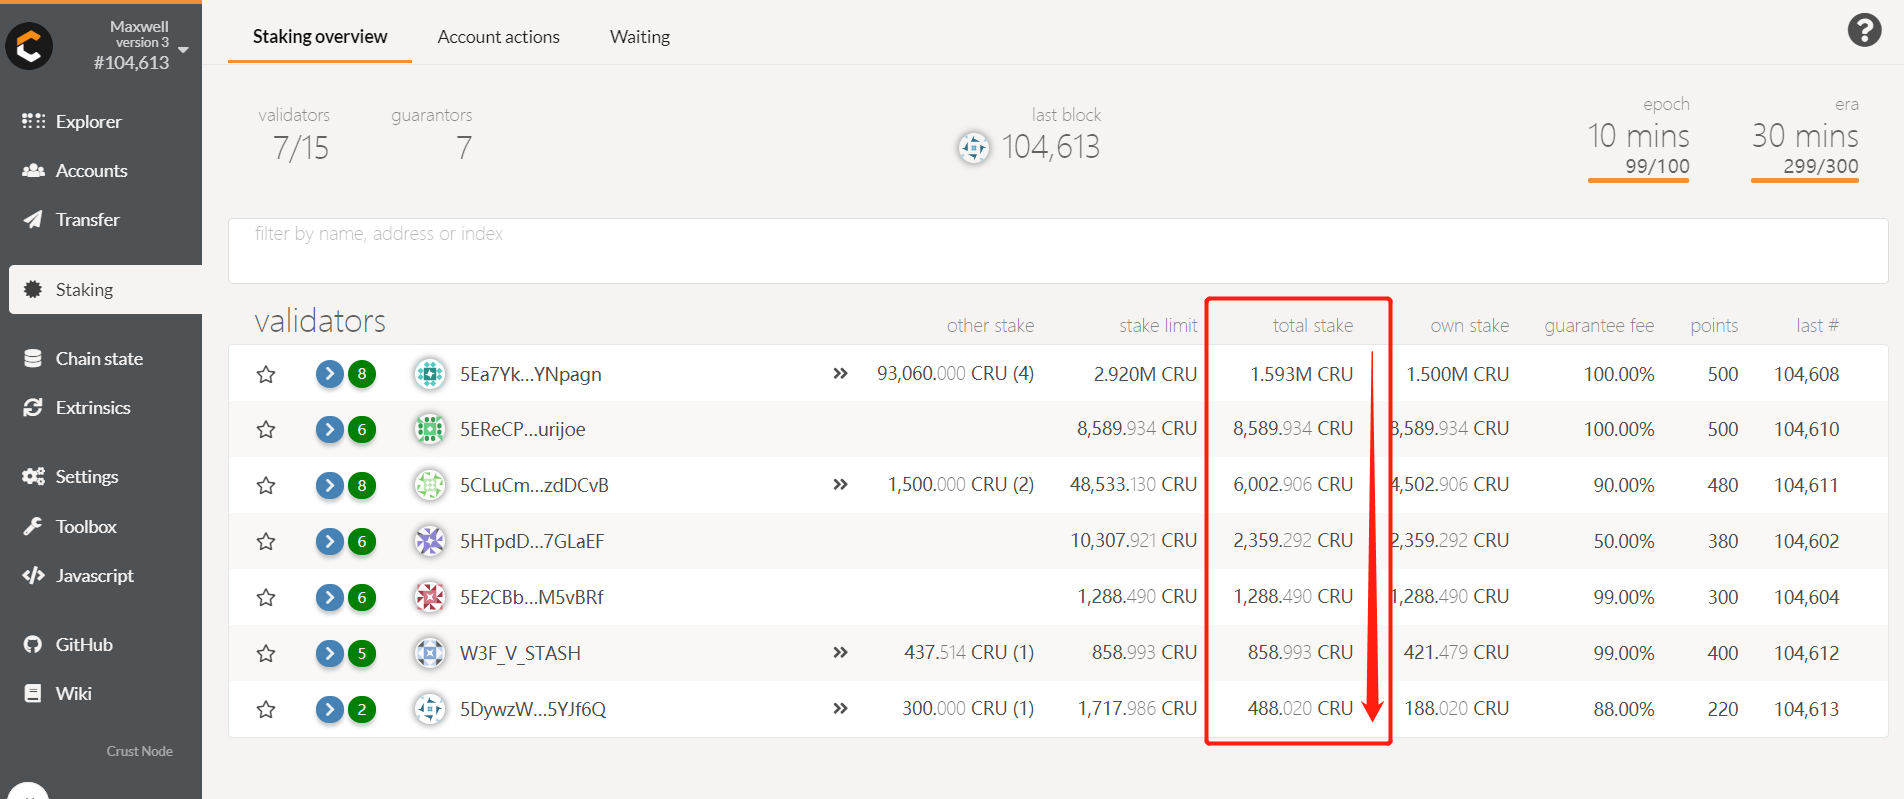 Maxwell
version 3
#104,613
Explorer
Accounts
Transfer
Staking
Chain state
Extrinsics
Settings
Toolbox
Javascript
GitHub
Wiki
Crust Node
Staking overview Account actions Waiting
validators guarantors last block epoch era
7/15 7 104,613 10 mins 30 mins
99/100 299/300
filter by name, address or index
validators other stake stake limit total stake own stake guarantee fee points last #
8 5Ea7Yk...YNpagn 93,060.000 CRU (4) 2.920M CRU 1.593M CRU 1.500M CRU 100.00% 500 104,608
6 5EReCP...urijoe 8,589.934 CRU 8,589.934 CRU 8,589.934 CRU 100.00% 500 104,610
8 5CLuCm...zdDCvB 1,500.000 CRU (2) 48,533.130 CRU 6,002.906 CRU 4,502.906 CRU 90.00% 480 104,611
6 5HTpdD...7GLaEF 10,307.921 CRU 2,359.292 CRU 2,359.292 CRU 50.00% 380 104,602
6 5E2CBb...M5vBRf 1,288.490 CRU 1,288.490 CRU 1,288.490 CRU 99.00% 300 104,604
5 W3F_V_STASH 437.514 CRU (1) 858.993 CRU 858.993 CRU 421.479 CRU 99.00% 400 104,612
2 5DywzW...5YJf6Q 300.000 CRU (1) 1,717.986 CRU 488.020 CRU 188.020 CRU 88.00% 220 104,613